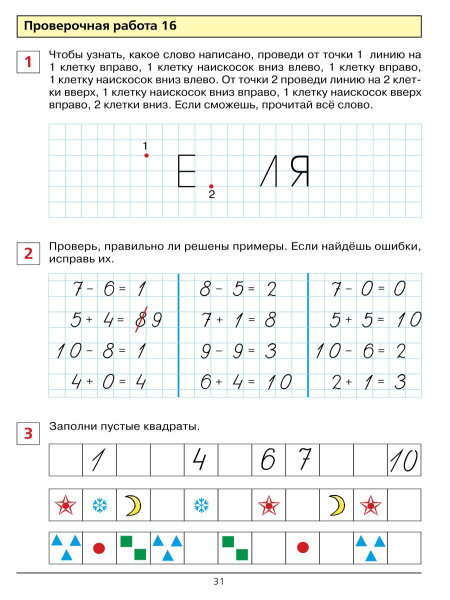 Проверочная работа 16
1 Чтобы узнать, какое слово написано, проведи от точки 1 линию на
1 клетку вправо, 1 клетку наискосок вниз влево, 1 клетку вправо,
1 клетку наискосок вниз влево. От точки 2 проведи линию на 2 клет-
ки вверх, 1 клетку наискосок вниз вправо, 1 клетку наискосок вверх
вправо, 2 клетки вниз. Если сможешь, прочитай всё слово.
1 Е 2 ЛЯ
2 Проверь, правильно ли решены примеры. Если найдёшь ошибки,
исправь их.
7 - 6 = 1 8 - 5 = 2 7 - 0 = 0
5 + 4 = 8 9 7 + 1 = 8 5 + 5 = 10
10 - 8 = 1 9 - 9 = 3 10 - 6 = 2
4 + 0 = 4 6 + 4 = 10 2 + 1 = 3
3 Заполни пустые квадраты.
1 4 6 7 10
31